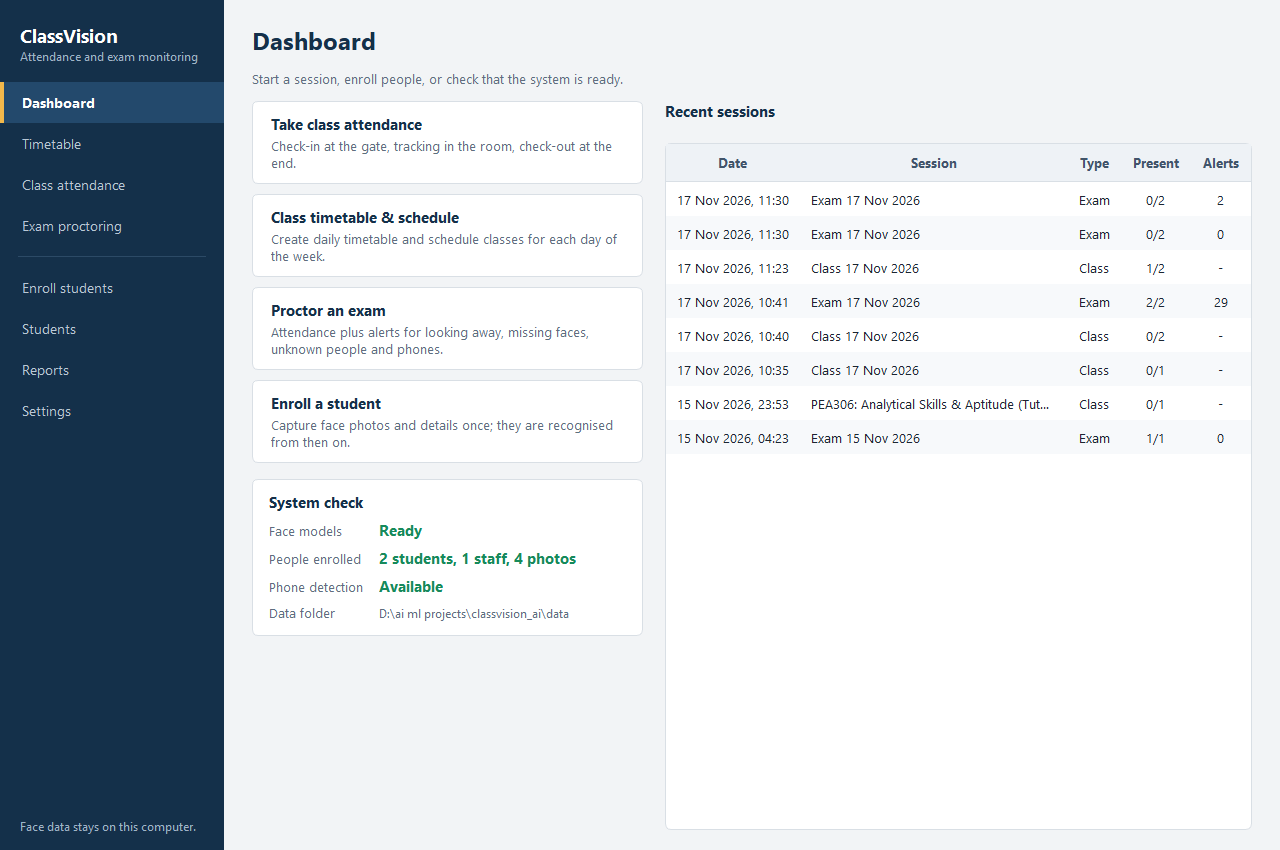 ClassVision
Attendance and exam monitoring
Dashboard
Timetable
Class attendance
Exam proctoring
Enroll students
Students
Reports
Settings
Face data stays on this computer.
Dashboard
Start a session, enroll people, or check that the system is ready.
Take class attendance
Check-in at the gate, tracking in the room, check-out at the
end.
Class timetable & schedule
Create daily timetable and schedule classes for each day of
the week.
Proctor an exam
Attendance plus alerts for looking away, missing faces,
unknown people and phones.
Enroll a student
Capture face photos and details once; they are recognised
from then on.
System check
Face models Ready
People enrolled 2 students, 1 staff, 4 photos
Phone detection Available
Data folder D:\ai ml projects\classvision_ai\data
Recent sessions
Date Session Type Present Alerts
17 Nov 2026, 11:30 Exam 17 Nov 2026 Exam 0/2 2
17 Nov 2026, 11:30 Exam 17 Nov 2026 Exam 0/2 0
17 Nov 2026, 11:23 Class 17 Nov 2026 Class 1/2 -
17 Nov 2026, 10:41 Exam 17 Nov 2026 Exam 2/2 29
17 Nov 2026, 10:40 Class 17 Nov 2026 Class 0/2 -
17 Nov 2026, 10:35 Class 17 Nov 2026 Class 0/1 -
15 Nov 2026, 23:53 PEA306: Analytical Skills & Aptitude (Tut... Class 0/1 -
15 Nov 2026, 04:23 Exam 15 Nov 2026 Exam 1/1 0